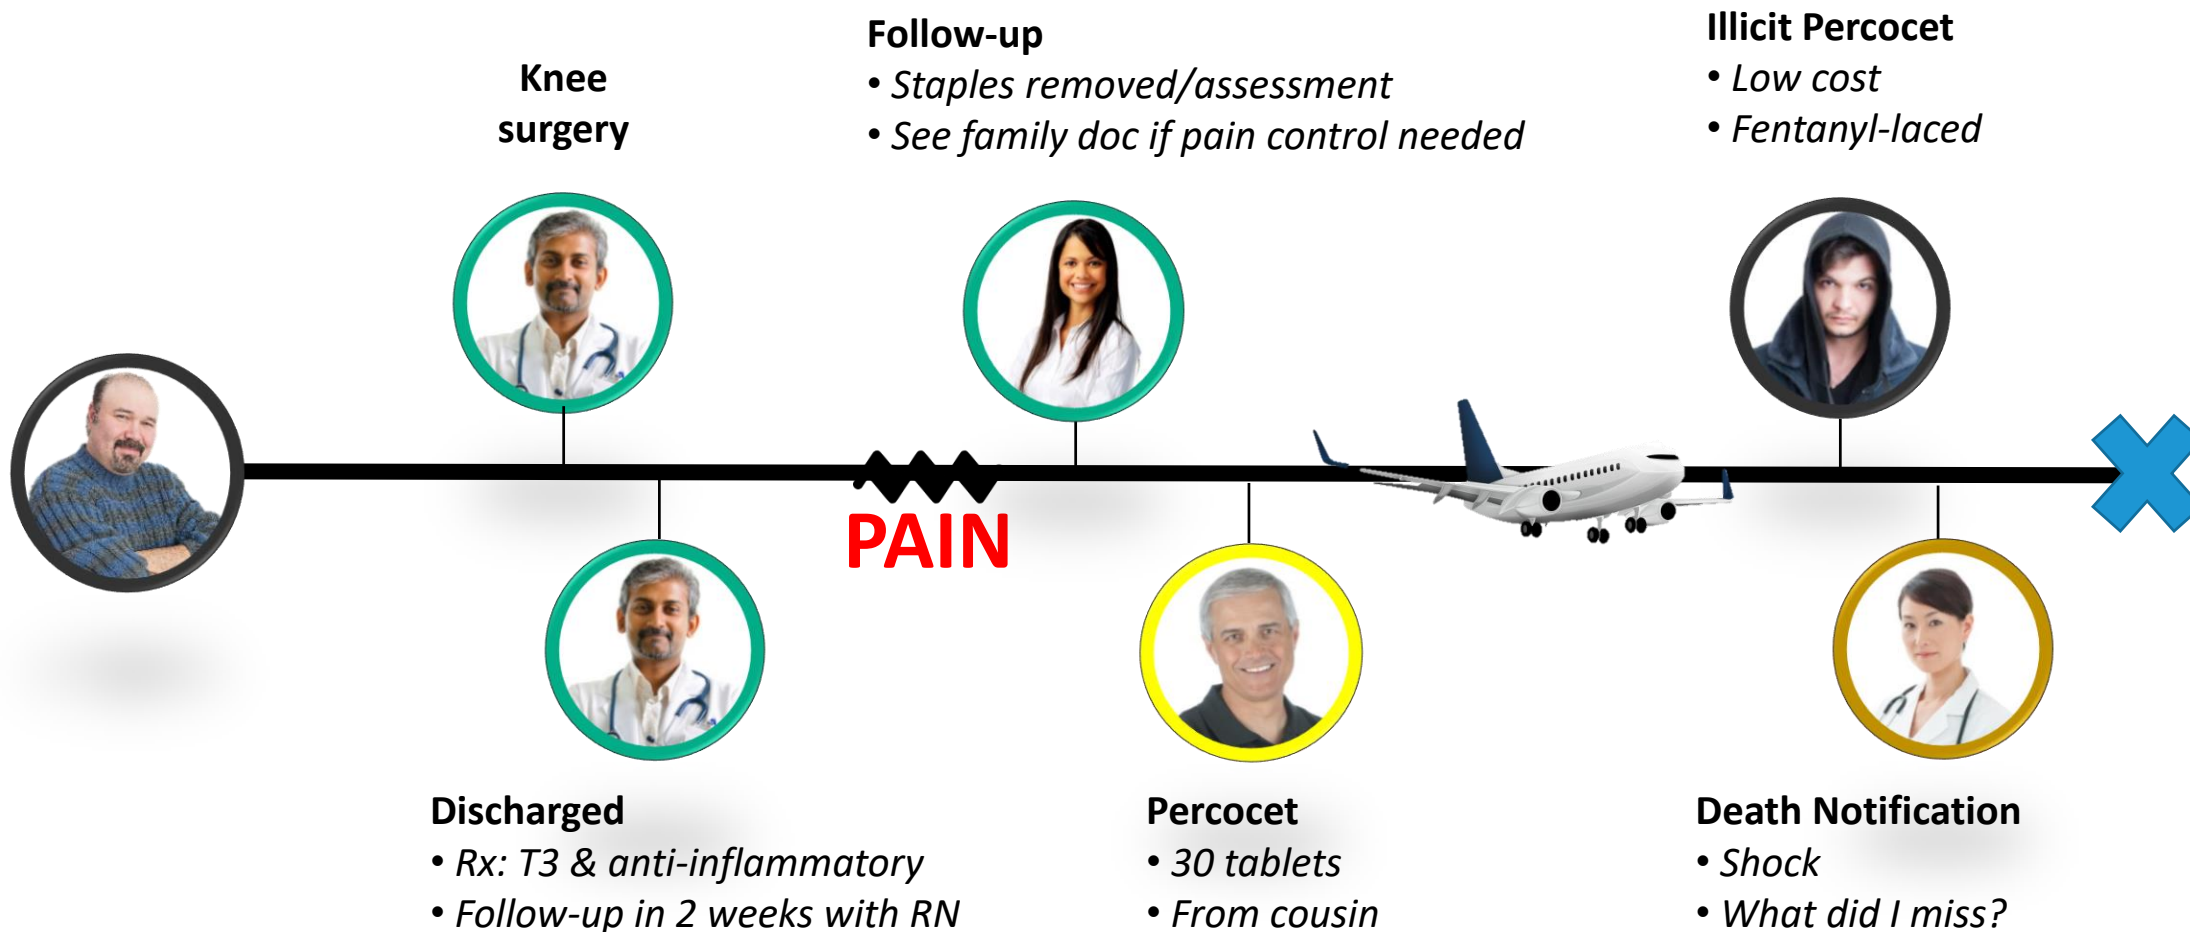 Knee
surgery
Follow-up
• Staples removed/assessment
• See family doc if pain control needed
Illicit Percocet
• Low cost
• Fentanyl-laced
PAIN
Discharged
• Rx: T3 & anti-inflammatory
• Follow-up in 2 weeks with RN
Percocet
• 30 tablets
• From cousin
Death Notification
• Shock
• What did I miss?